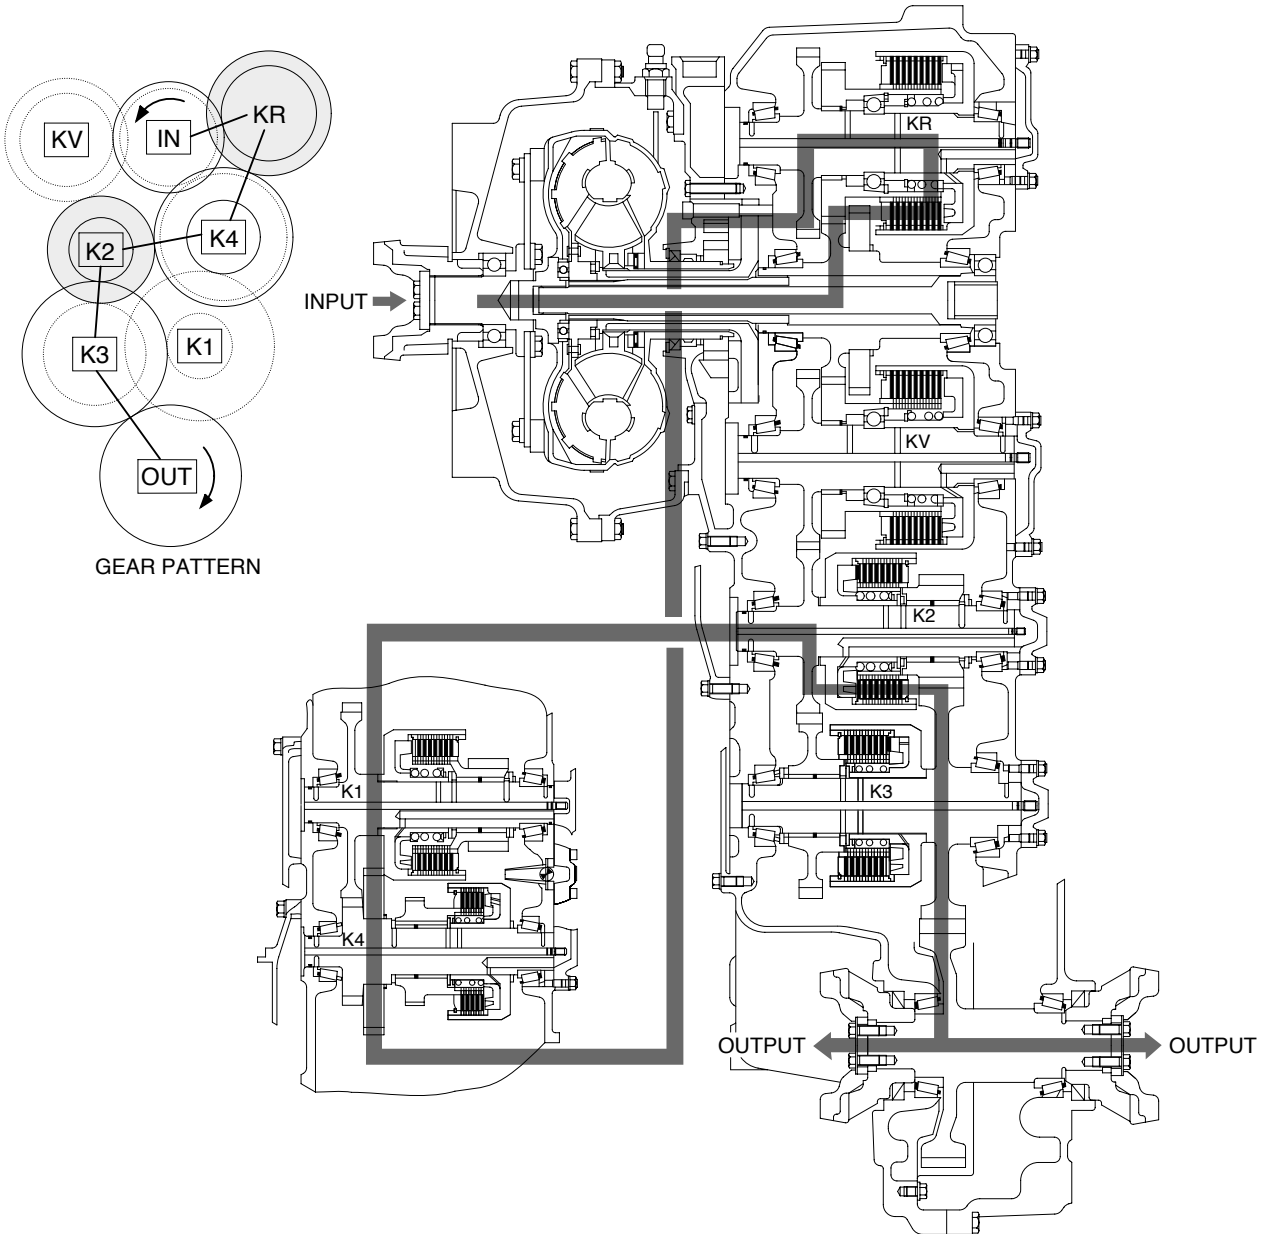 KV
IN
KR
K2
K4
K3
K1
OUT
GEAR PATTERN
INPUT
KR
KV
K2
K3
K1
K4
OUTPUT
OUTPUT